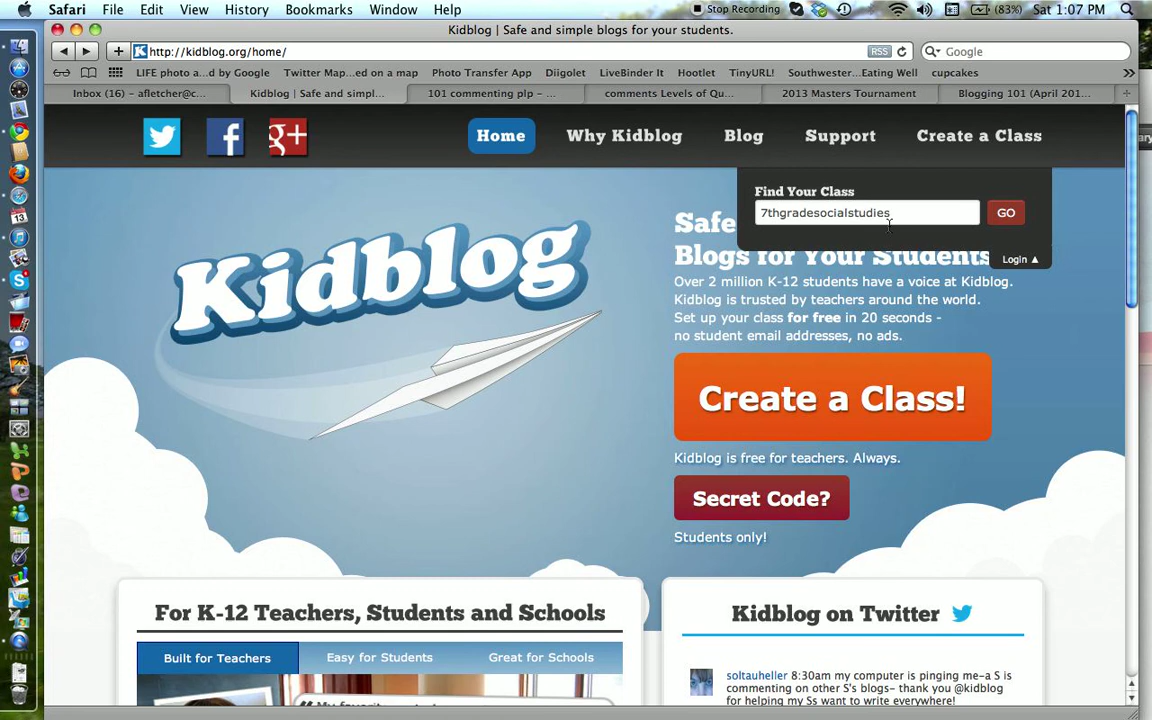 Safari File Edit View History Bookmarks Window Help Stop Recording (83%) Sat 1:07 PM
Kidblog | Safe and simple blogs for your students.
http://kidblog.org/home/ RSS Google
LIFE photo a...d by Google Twitter Map...ed on a map Photo Transfer App Diigolet LiveBinder It Hootlet TinyURL! Southwester...Eating Well cupcakes
Inbox (16) – afletcher@c... Kidblog | Safe and simpl... 101 commenting plp – ... comments Levels of Qu... 2013 Masters Tournament Blogging 101 (April 201...
Home Why Kidblog Blog Support Create a Class
Find Your Class
7thgradesocialstudies GO
Login ▲
Kidblog
Safe
Blogs for Your Students
Over 2 million K-12 students have a voice at Kidblog.
Kidblog is trusted by teachers around the world.
Set up your class for free in 20 seconds -
no student email addresses, no ads.
Create a Class!
Kidblog is free for teachers. Always.
Secret Code?
Students only!
For K-12 Teachers, Students and Schools
Built for Teachers Easy for Students Great for Schools
Kidblog on Twitter
soltauheller 8:30am my computer is pinging me-a S is
commenting on other S's blogs- thank you @kidblog
for helping my Ss want to write everywhere!